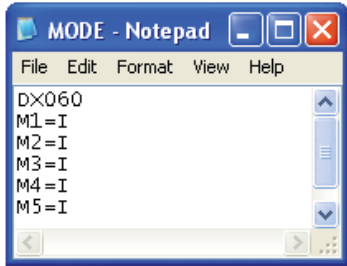 MODE - Notepad
File Edit Format View Help
DX060
M1=I
M2=I
M3=I
M4=I
M5=I